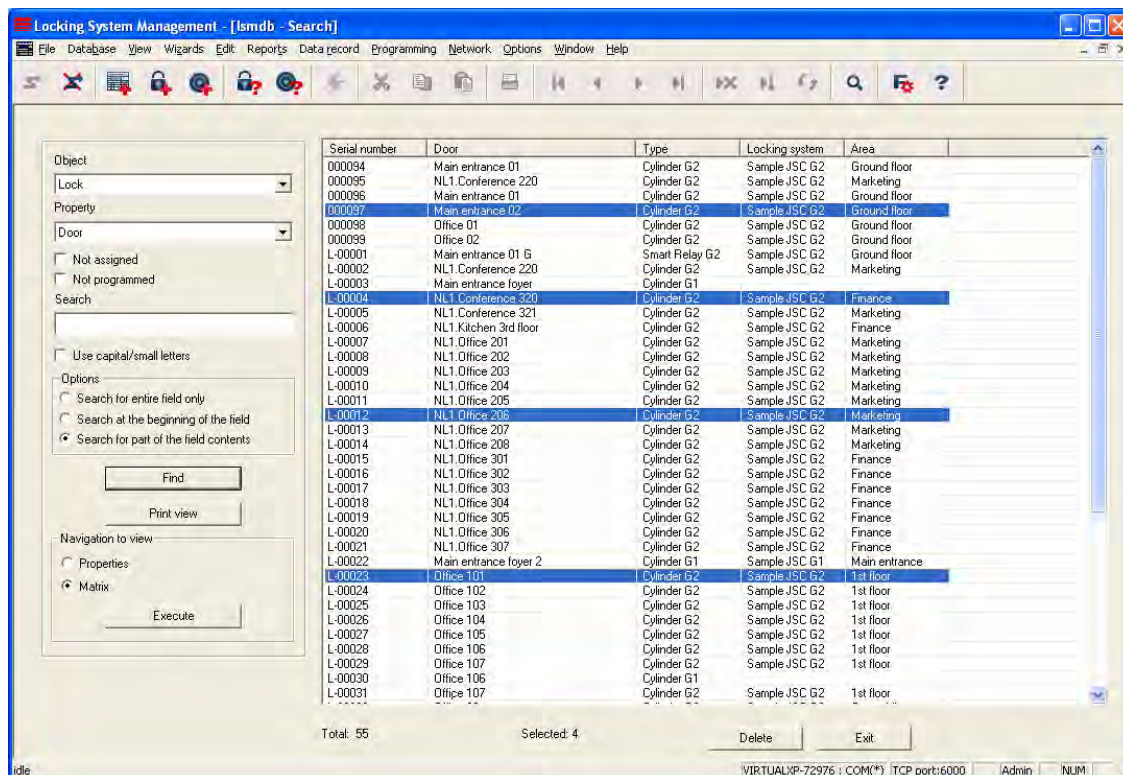 Locking System Management - [lsmdb - Search]
File Database View Wizards Edit Reports Data record Programming Network Options Window Help
Object
Lock
Property
Door
Not assigned
Not programmed
Search
Use capital/small letters
Options
Search for entire field only
Search at the beginning of the field
Search for part of the field contents
Find
Print view
Navigation to view
Properties
Matrix
Execute
Serial number Door Type Locking system Area
000094 Main entrance 01 Cylinder G2 Sample JSC G2 Ground floor
000095 NL1.Conference 220 Cylinder G2 Sample JSC G2 Marketing
000096 Main entrance 01 Cylinder G2 Sample JSC G2 Ground floor
000097 Main entrance 02 Cylinder G2 Sample JSC G2 Ground floor
000098 Office 01 Cylinder G2 Sample JSC G2 Ground floor
000099 Office 02 Cylinder G2 Sample JSC G2 Ground floor
L-00001 Main entrance 01 G Smart Relay G2 Sample JSC G2 Ground floor
L-00002 NL1.Conference 220 Cylinder G2 Sample JSC G2 Marketing
L-00003 Main entrance foyer Cylinder G1
L-00004 NL1.Conference 320 Cylinder G2 Sample JSC G2 Finance
L-00005 NL1.Conference 321 Cylinder G2 Sample JSC G2 Marketing
L-00006 NL1.Kitchen 3rd floor Cylinder G2 Sample JSC G2 Finance
L-00007 NL1.Office 201 Cylinder G2 Sample JSC G2 Marketing
L-00008 NL1.Office 202 Cylinder G2 Sample JSC G2 Marketing
L-00009 NL1.Office 203 Cylinder G2 Sample JSC G2 Marketing
L-00010 NL1.Office 204 Cylinder G2 Sample JSC G2 Marketing
L-00011 NL1.Office 205 Cylinder G2 Sample JSC G2 Marketing
L-00012 NL1.Office 206 Cylinder G2 Sample JSC G2 Marketing
L-00013 NL1.Office 207 Cylinder G2 Sample JSC G2 Marketing
L-00014 NL1.Office 208 Cylinder G2 Sample JSC G2 Marketing
L-00015 NL1.Office 301 Cylinder G2 Sample JSC G2 Finance
L-00016 NL1.Office 302 Cylinder G2 Sample JSC G2 Finance
L-00017 NL1.Office 303 Cylinder G2 Sample JSC G2 Finance
L-00018 NL1.Office 304 Cylinder G2 Sample JSC G2 Finance
L-00019 NL1.Office 305 Cylinder G2 Sample JSC G2 Finance
L-00020 NL1.Office 306 Cylinder G2 Sample JSC G2 Finance
L-00021 NL1.Office 307 Cylinder G2 Sample JSC G2 Finance
L-00022 Main entrance foyer 2 Cylinder G1 Sample JSC G1 Main entrance
L-00023 Office 101 Cylinder G2 Sample JSC G2 1st floor
L-00024 Office 102 Cylinder G2 Sample JSC G2 1st floor
L-00025 Office 103 Cylinder G2 Sample JSC G2 1st floor
L-00026 Office 104 Cylinder G2 Sample JSC G2 1st floor
L-00027 Office 105 Cylinder G2 Sample JSC G2 1st floor
L-00028 Office 106 Cylinder G2 Sample JSC G2 1st floor
L-00029 Office 107 Cylinder G2 Sample JSC G2 1st floor
L-00030 Office 106 Cylinder G1
L-00031 Office 107 Cylinder G2 Sample JSC G2 1st floor
Total: 55 Selected: 4 Delete Exit
idle VIRTUALXP-72976 : COM(*) TCP port:6000 Admin NUM